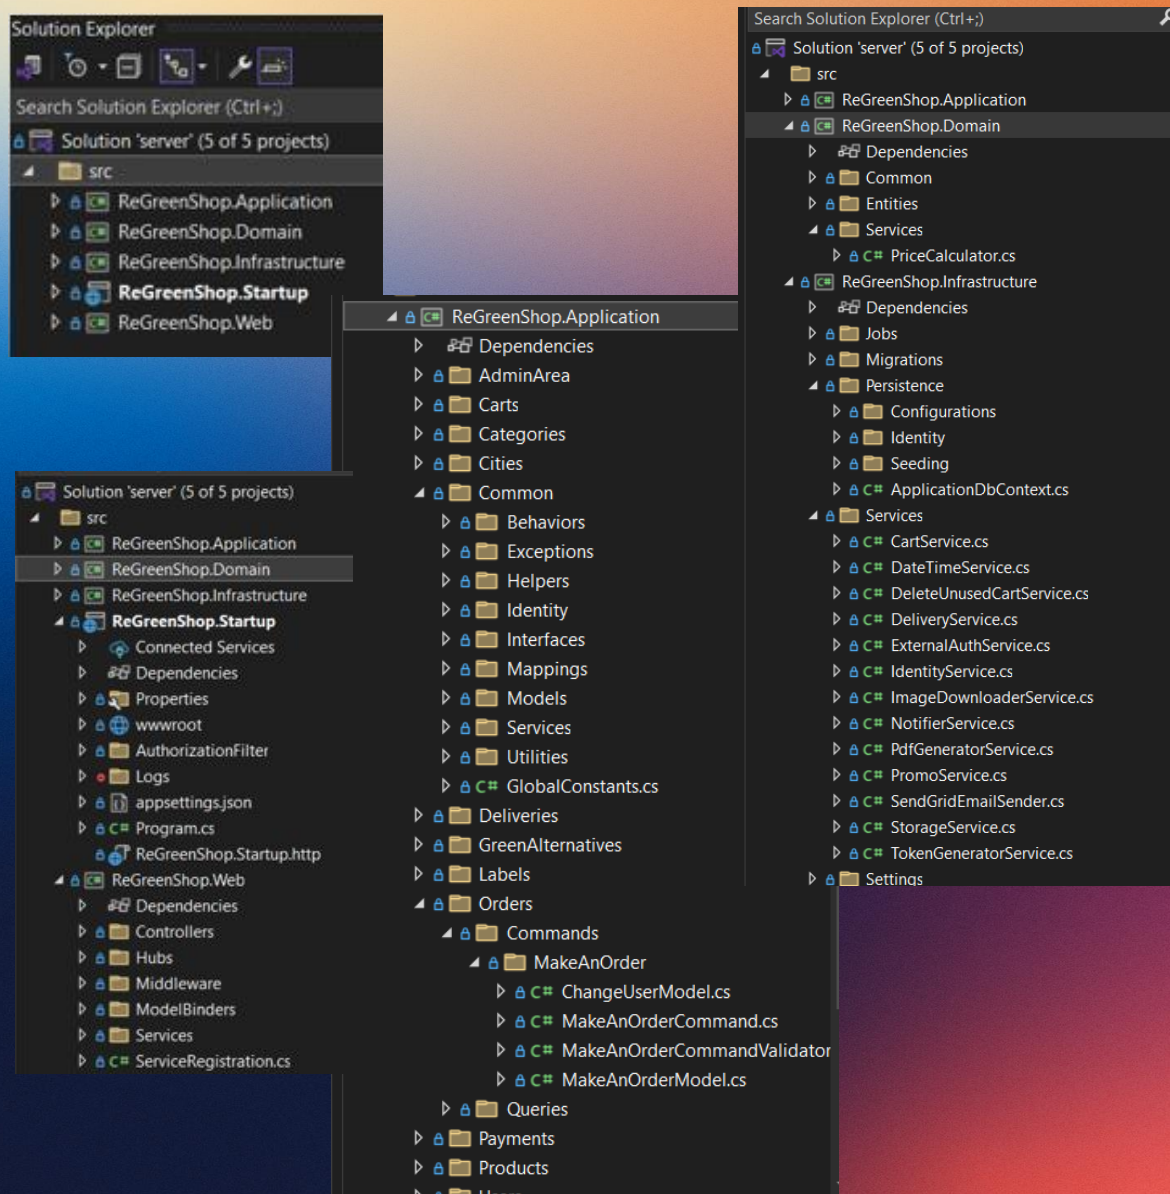 Solution Explorer
Search Solution Explorer (Ctrl+;)
Solution 'server' (5 of 5 projects)
src
ReGreenShop.Application
ReGreenShop.Domain
ReGreenShop.Infrastructure
ReGreenShop.Startup
ReGreenShop.Web
Solution 'server' (5 of 5 projects)
src
ReGreenShop.Application
ReGreenShop.Domain
ReGreenShop.Infrastructure
ReGreenShop.Startup
Connected Services
Dependencies
Properties
wwwroot
AuthorizationFilter
Logs
appsettings.json
C# Program.cs
ReGreenShop.Startup.http
ReGreenShop.Web
Dependencies
Controllers
Hubs
Middleware
ModelBinders
Services
C# ServiceRegistration.cs
ReGreenShop.Application
Dependencies
AdminArea
Carts
Categories
Cities
Common
Behaviors
Exceptions
Helpers
Identity
Interfaces
Mappings
Models
Services
Utilities
C# GlobalConstants.cs
Deliveries
GreenAlternatives
Labels
Orders
Commands
MakeAnOrder
C# ChangeUserModel.cs
C# MakeAnOrderCommand.cs
C# MakeAnOrderCommandValidator
C# MakeAnOrderModel.cs
Queries
Payments
Products
Search Solution Explorer (Ctrl+;)
Solution 'server' (5 of 5 projects)
src
C# ReGreenShop.Application
C# ReGreenShop.Domain
Dependencies
Common
Entities
Services
C# PriceCalculator.cs
C# ReGreenShop.Infrastructure
Dependencies
Jobs
Migrations
Persistence
Configurations
Identity
Seeding
C# ApplicationDbContext.cs
Services
C# CartService.cs
C# DateTimeService.cs
C# DeleteUnusedCartService.cs
C# DeliveryService.cs
C# ExternalAuthService.cs
C# IdentityService.cs
C# ImageDownloaderService.cs
C# NotifierService.cs
C# PdfGeneratorService.cs
C# PromoService.cs
C# SendGridEmailSender.cs
C# StorageService.cs
C# TokenGeneratorService.cs
Settings